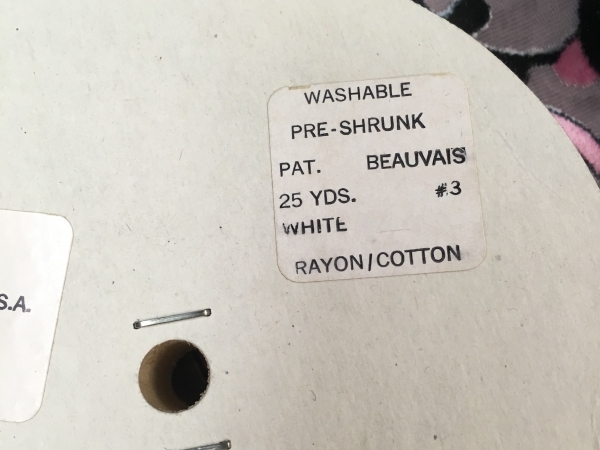 WASHABLE
PRE-SHRUNK
PAT. BEAUVAIS
25 YDS. #3
WHITE
RAYON/COTTON
S.A.